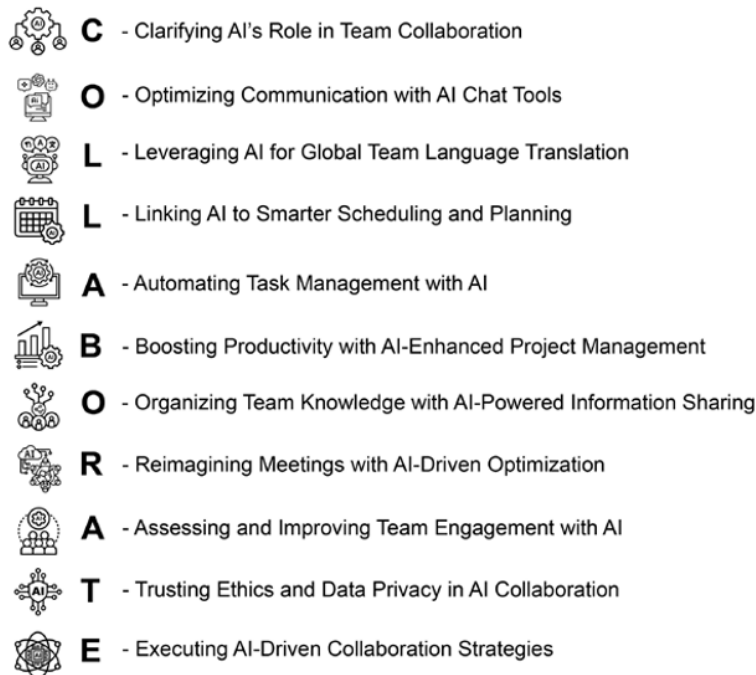 C - Clarifying AI's Role in Team Collaboration
O - Optimizing Communication with AI Chat Tools
L - Leveraging AI for Global Team Language Translation
L - Linking AI to Smarter Scheduling and Planning
A - Automating Task Management with AI
B - Boosting Productivity with AI-Enhanced Project Management
O - Organizing Team Knowledge with AI-Powered Information Sharing
R - Reimagining Meetings with AI-Driven Optimization
A - Assessing and Improving Team Engagement with AI
T - Trusting Ethics and Data Privacy in AI Collaboration
E - Executing AI-Driven Collaboration Strategies